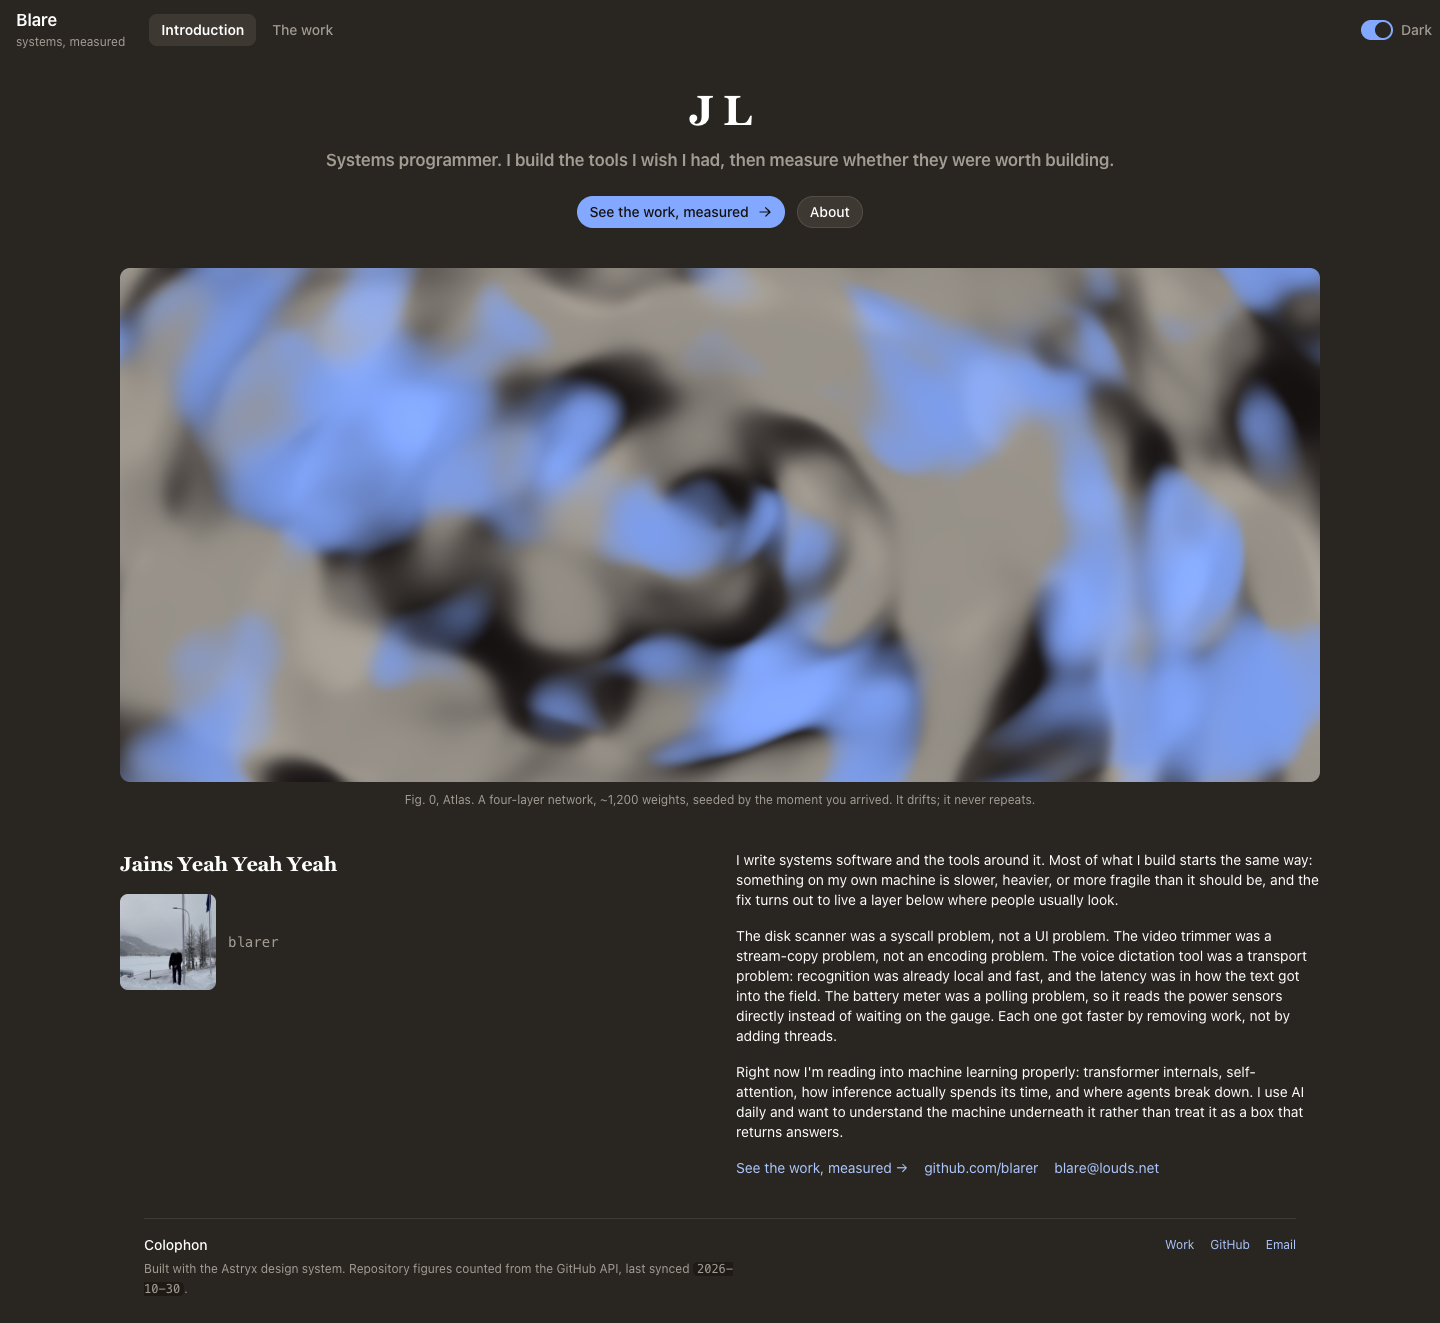 Blare
systems, measured
Introduction
The work
Dark
J L
Systems programmer. I build the tools I wish I had, then measure whether they were worth building.
See the work, measured →
About
Fig. 0, Atlas. A four-layer network, ~1,200 weights, seeded by the moment you arrived. It drifts; it never repeats.
Jains Yeah Yeah Yeah
blarer
I write systems software and the tools around it. Most of what I build starts the same way:
something on my own machine is slower, heavier, or more fragile than it should be, and the
fix turns out to live a layer below where people usually look.
The disk scanner was a syscall problem, not a UI problem. The video trimmer was a
stream-copy problem, not an encoding problem. The voice dictation tool was a transport
problem: recognition was already local and fast, and the latency was in how the text got
into the field. The battery meter was a polling problem, so it reads the power sensors
directly instead of waiting on the gauge. Each one got faster by removing work, not by
adding threads.
Right now I'm reading into machine learning properly: transformer internals, self-
attention, how inference actually spends its time, and where agents break down. I use AI
daily and want to understand the machine underneath it rather than treat it as a box that
returns answers.
See the work, measured → github.com/blarer blare@louds.net
Colophon
Work GitHub Email
Built with the Astryx design system. Repository figures counted from the GitHub API, last synced 2026-
10-30.